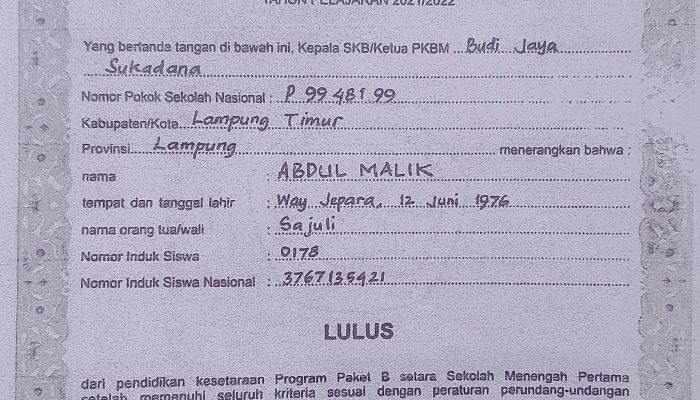 TAHUN PELAJARAN 2021/2022
Yang bertanda tangan di bawah ini, Kepala SKB/Ketua PKBM Budi Jaya
Sukadana
Nomor Pokok Sekolah Nasional : P 99 481 99
Kabupaten/Kota Lampung Timur
Provinsi Lampung menerangkan bahwa :
nama : ABDUL MALIK
tempat dan tanggal lahir : Way Jepara, 12 Juni 1976
nama orang tua/wali : Sajuli
Nomor Induk Siswa : 0178
Nomor Induk Siswa Nasional : 3767135421
LULUS
dari pendidikan kesetaraan Program Paket B setara Sekolah Menengah Pertama
setelah memenuhi seluruh kriteria sesuai dengan peraturan perundang-undangan